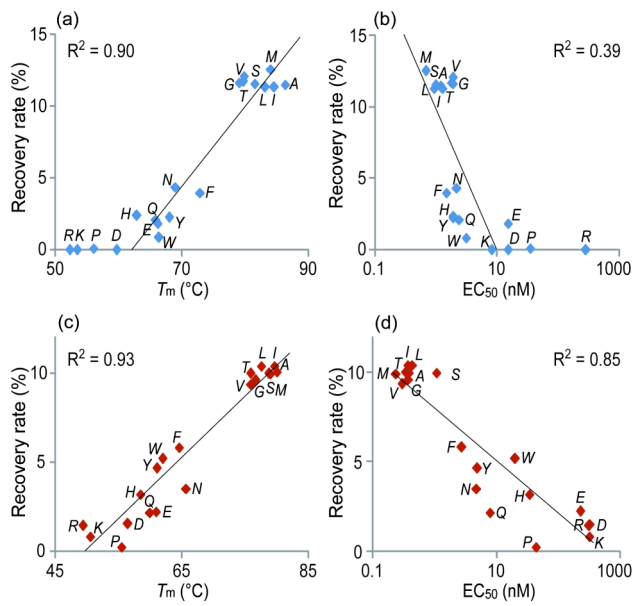 (a)
R² = 0.90
Recovery rate (%)
15
10
5
0
V
S
M
G
T
L
I
A
N
F
H
Q
Y
E
W
R
K
P
D
50
70
90
Tm (°C)
(b)
R² = 0.39
Recovery rate (%)
15
10
5
0
M
S
A
V
L
I
T
G
F
N
H
Q
E
Y
W
K
D
P
R
0.1
10
1000
EC50 (nM)
(c)
R² = 0.93
Recovery rate (%)
15
10
5
0
L
I
T
A
V
G
S
M
F
W
Y
N
H
Q
E
R
K
D
P
45
65
85
Tm (°C)
(d)
R² = 0.85
Recovery rate (%)
15
10
5
0
I
L
T
M
A
S
V
G
F
W
Y
N
H
Q
E
R
D
P
K
0.1
10
1000
EC50 (nM)